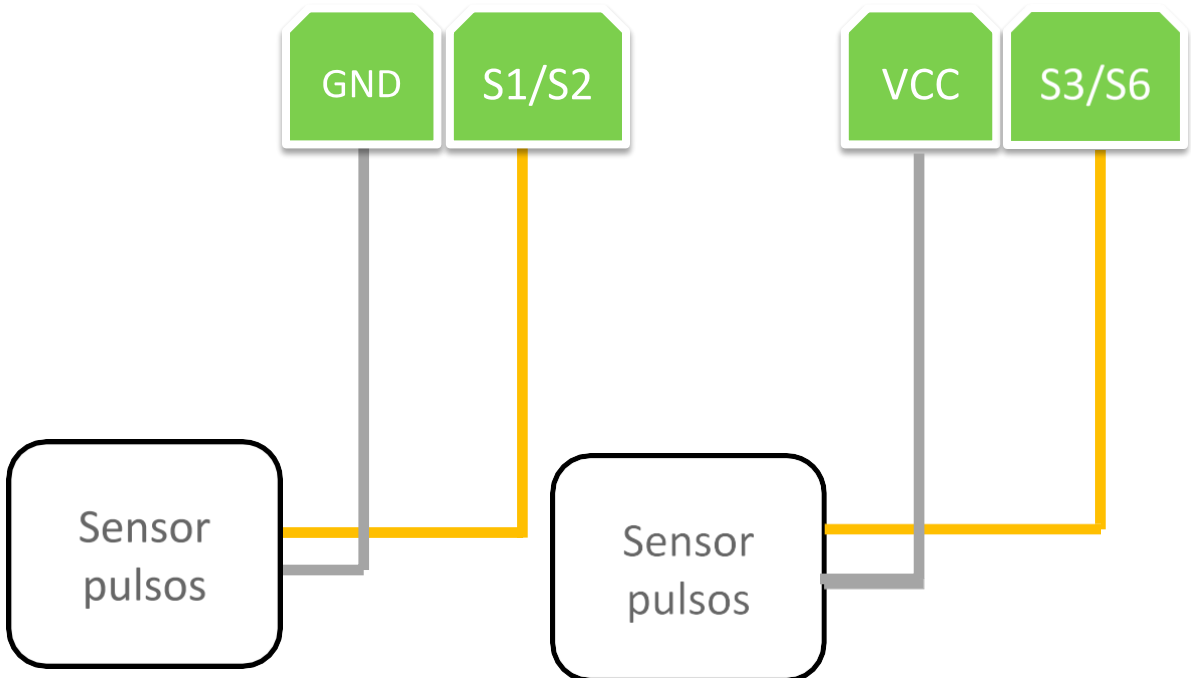 GND
S1/S2
VCC
S3/S6
Sensor
pulsos
Sensor
pulsos